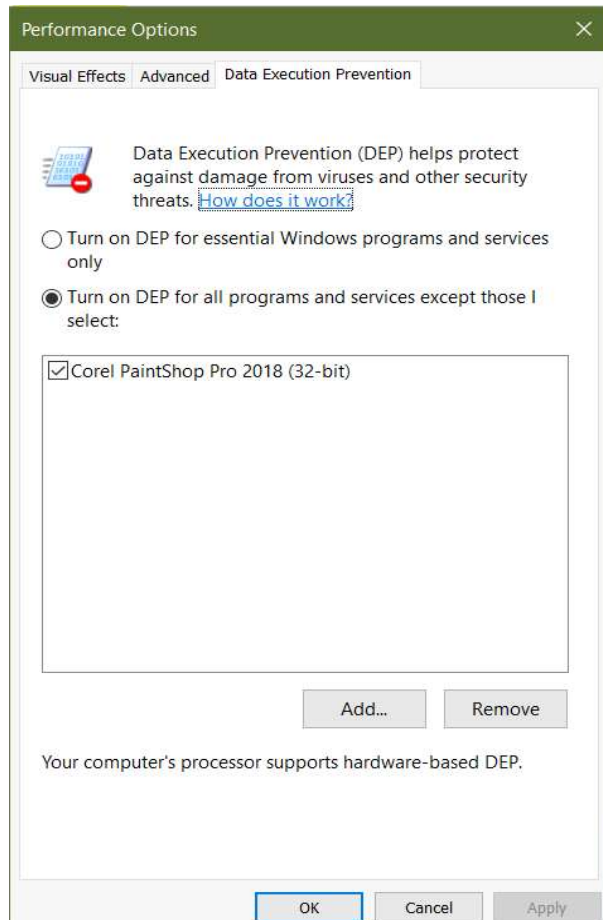 Performance Options
Visual Effects Advanced Data Execution Prevention
Data Execution Prevention (DEP) helps protect
against damage from viruses and other security
threats. How does it work?
Turn on DEP for essential Windows programs and services
only
Turn on DEP for all programs and services except those I
select:
Corel PaintShop Pro 2018 (32-bit)
Add... Remove
Your computer's processor supports hardware-based DEP.
OK Cancel Apply